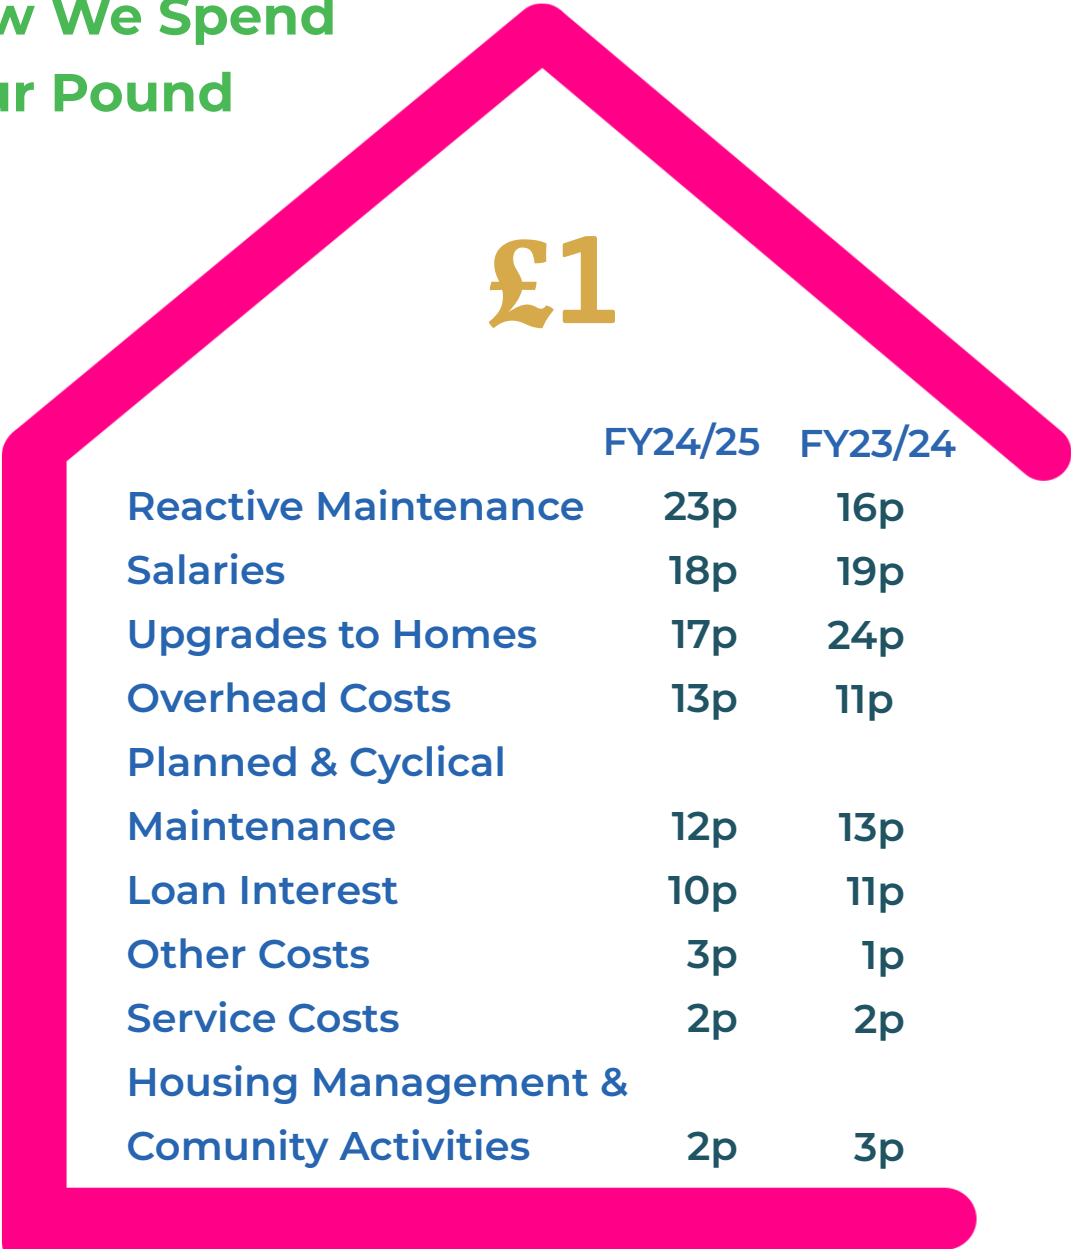 w We Spend
ur Pound
£1
FY24/25 FY23/24
Reactive Maintenance 23p 16p
Salaries 18p 19p
Upgrades to Homes 17p 24p
Overhead Costs 13p 11p
Planned & Cyclical
Maintenance 12p 13p
Loan Interest 10p 11p
Other Costs 3p 1p
Service Costs 2p 2p
Housing Management &
Comunity Activities 2p 3p